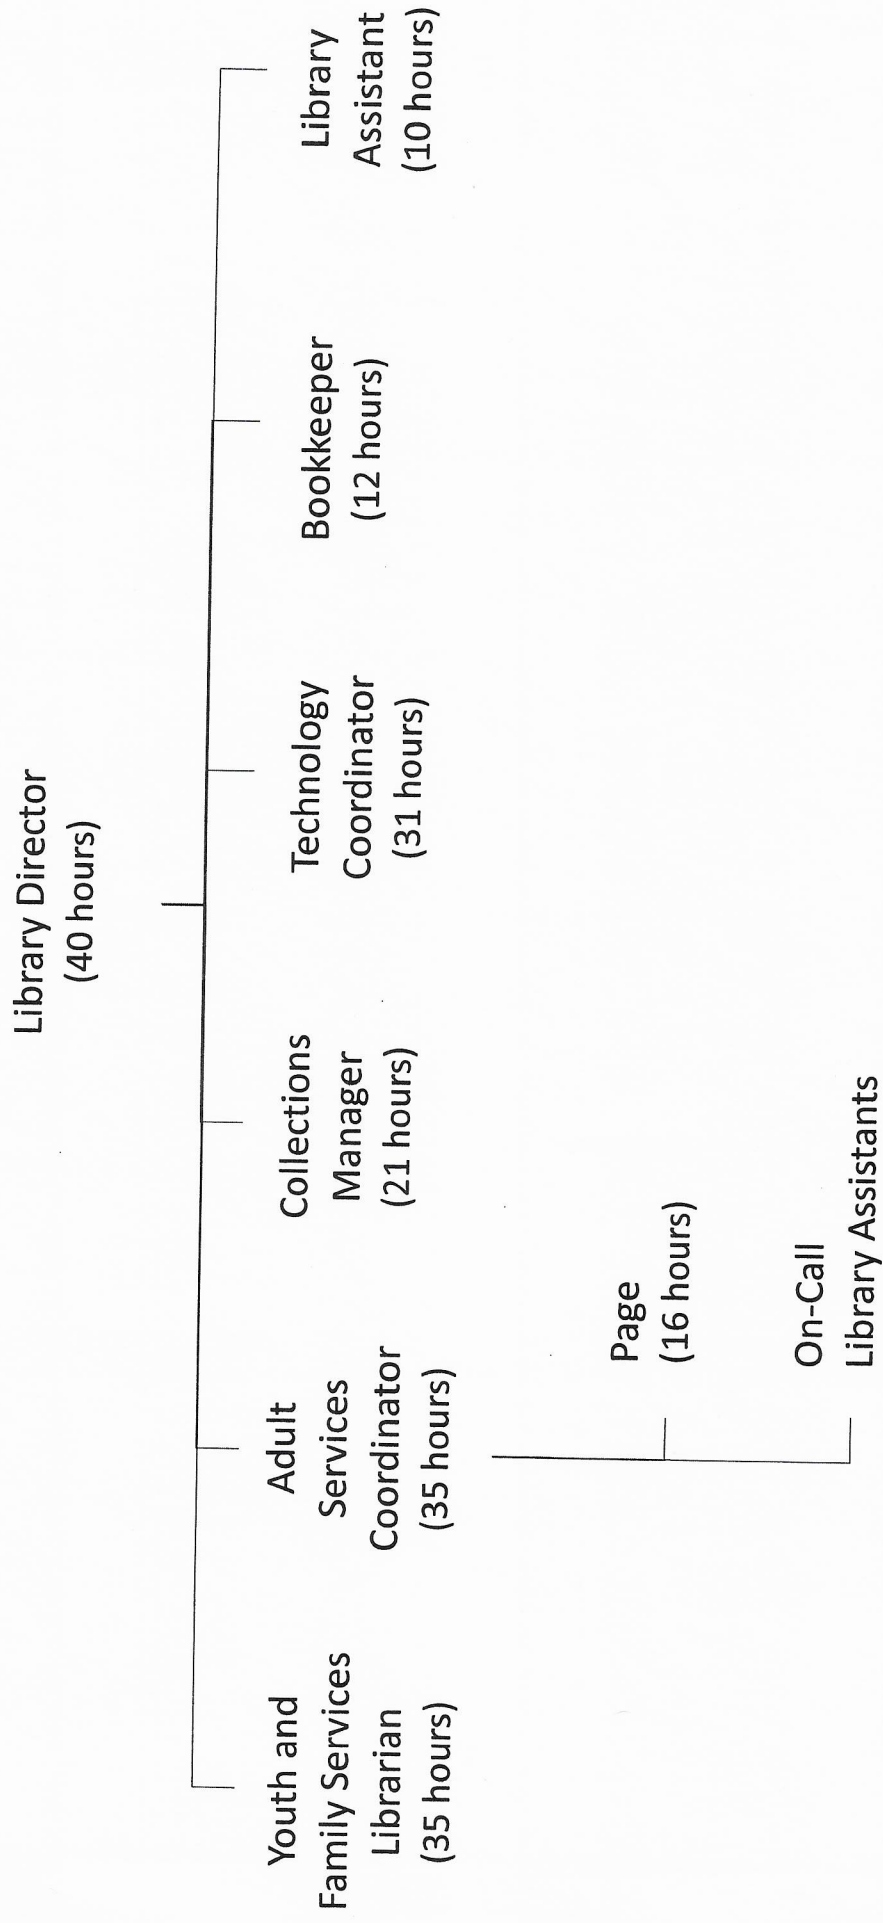 Library Director
(40 hours)
Youth and
Family Services
Librarian
(35 hours)
Adult
Services
Coordinator
(35 hours)
Collections
Manager
(21 hours)
Technology
Coordinator
(31 hours)
Bookkeeper
(12 hours)
Library
Assistant
(10 hours)
Page
(16 hours)
On-Call
Library Assistants